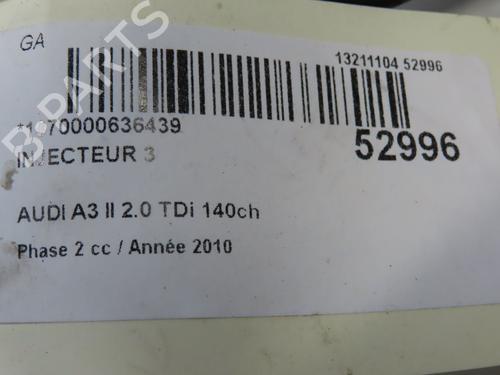 GA
13211104 52996
*1170000636439
INJECTEUR 3
52996
AUDI A3 II 2.0 TDi 140ch
Phase 2 cc / Année 2010
B-PARTS